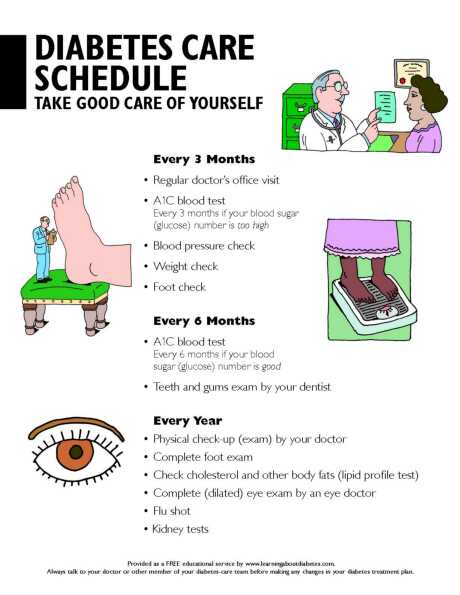 DIABETES CARE
SCHEDULE
TAKE GOOD CARE OF YOURSELF
Every 3 Months
• Regular doctor's office visit
• A1C blood test
Every 3 months if your blood sugar
(glucose) number is too high
• Blood pressure check
• Weight check
• Foot check
Every 6 Months
• A1C blood test
Every 6 months if your blood
sugar (glucose) number is good
• Teeth and gums exam by your dentist
Every Year
• Physical check-up (exam) by your doctor
• Complete foot exam
• Check cholesterol and other body fats (lipid profile test)
• Complete (dilated) eye exam by an eye doctor
• Flu shot
• Kidney tests
Provided as a FREE educational service by www.learningaboutdiabetes.com.
Always talk to your doctor or other member of your diabetes-care team before making any changes in your diabetes treatment plan.